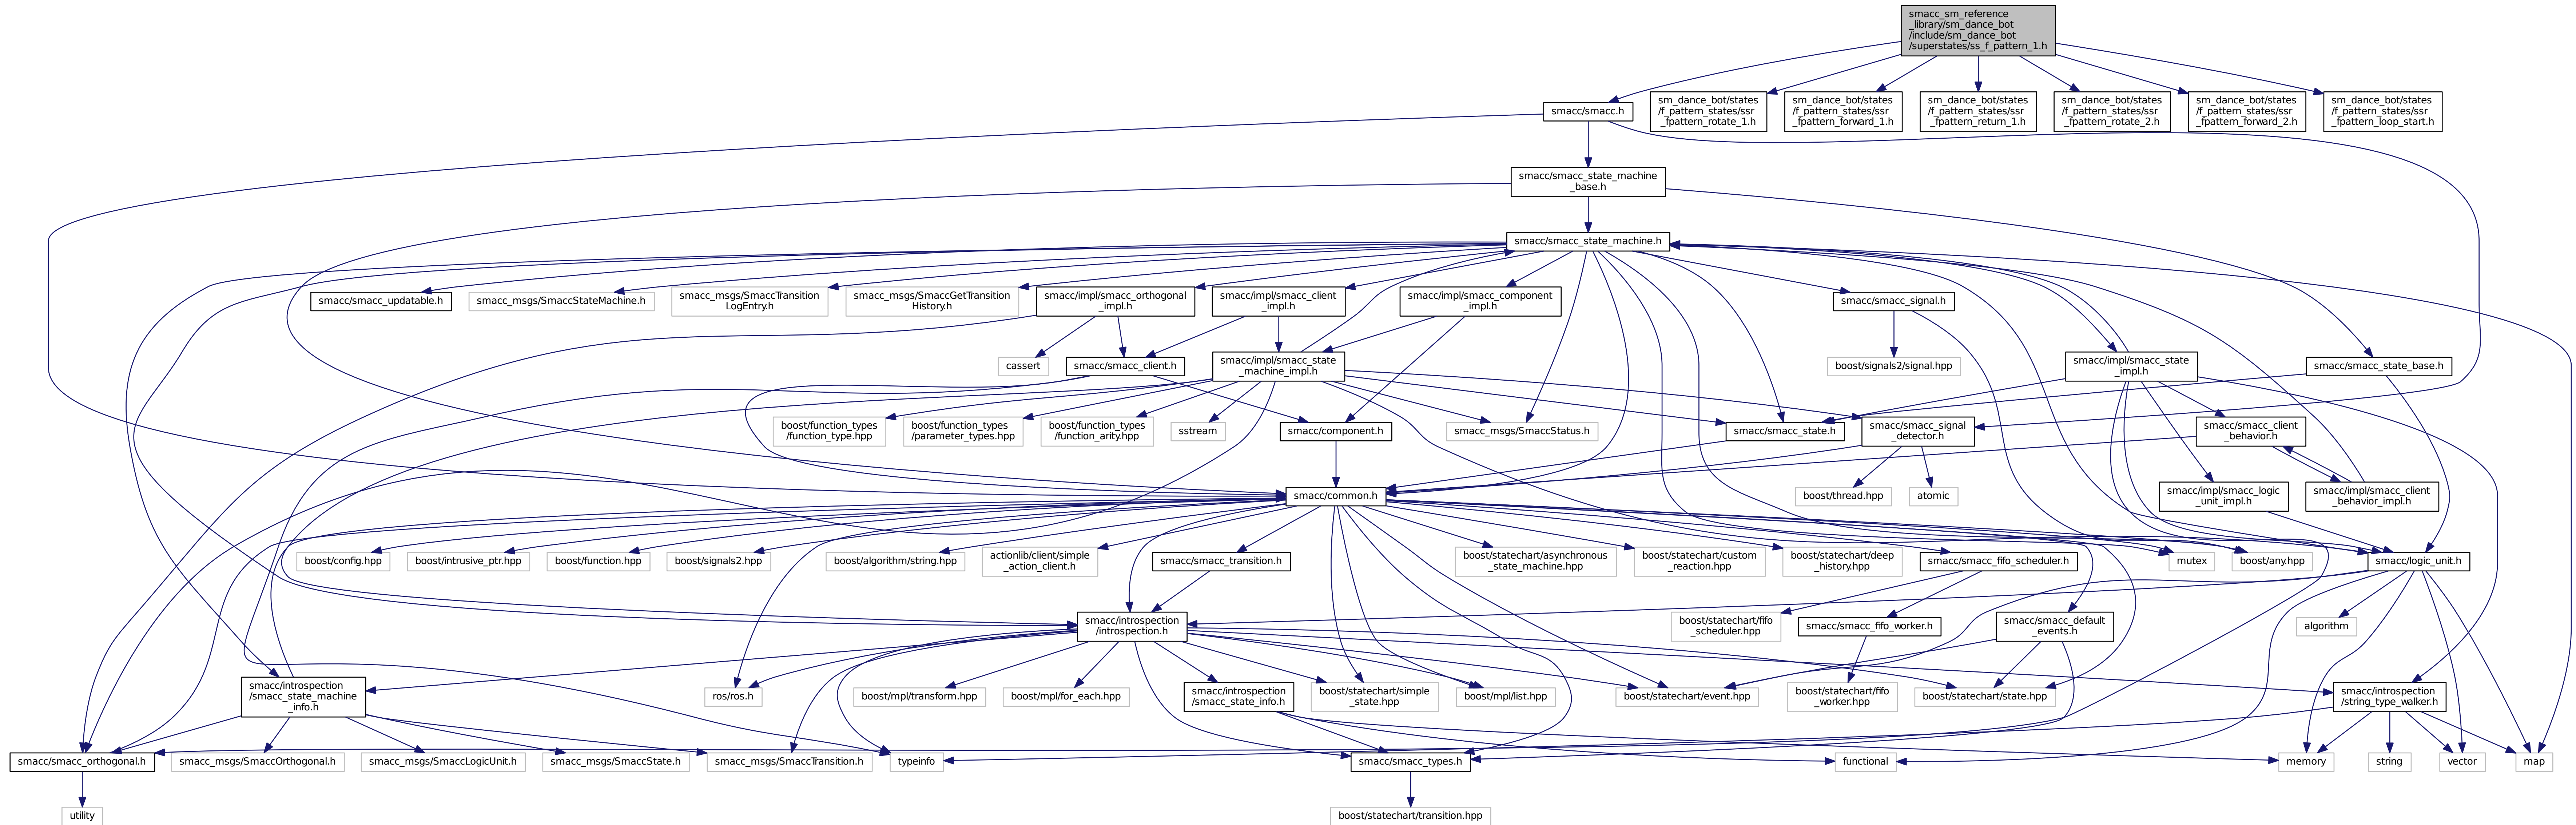 smacc_sm_reference
_library/sm_dance_bot
/include/sm_dance_bot
/superstates/ss_f_pattern_1.h
smacc/smacc.h
sm_dance_bot/states
/f_pattern_states/ssr
_fpattern_rotate_1.h
sm_dance_bot/states
/f_pattern_states/ssr
_fpattern_forward_1.h
sm_dance_bot/states
/f_pattern_states/ssr
_fpattern_return_1.h
sm_dance_bot/states
/f_pattern_states/ssr
_fpattern_rotate_2.h
sm_dance_bot/states
/f_pattern_states/ssr
_fpattern_forward_2.h
sm_dance_bot/states
/f_pattern_states/ssr
_fpattern_loop_start.h
smacc/smacc_state_machine
_base.h
smacc/smacc_state_machine.h
smacc/smacc_updatable.h
smacc_msgs/SmaccStateMachine.h
smacc_msgs/SmaccTransition
LogEntry.h
smacc_msgs/SmaccGetTransition
History.h
smacc/impl/smacc_orthogonal
_impl.h
smacc/impl/smacc_client
_impl.h
smacc/impl/smacc_component
_impl.h
smacc/smacc_signal.h
cassert
smacc/smacc_client.h
smacc/impl/smacc_state
_machine_impl.h
boost/signals2/signal.hpp
smacc/impl/smacc_state
_impl.h
smacc/smacc_state_base.h
boost/function_types
/function_type.hpp
boost/function_types
/parameter_types.hpp
boost/function_types
/function_arity.hpp
sstream
smacc/component.h
smacc_msgs/SmaccStatus.h
smacc/smacc_state.h
smacc/smacc_signal
_detector.h
smacc/smacc_client
_behavior.h
smacc/common.h
boost/thread.hpp
atomic
smacc/impl/smacc_logic
_unit_impl.h
smacc/impl/smacc_client
_behavior_impl.h
boost/config.hpp
boost/intrusive_ptr.hpp
boost/function.hpp
boost/signals2.hpp
boost/algorithm/string.hpp
actionlib/client/simple
_action_client.h
smacc/smacc_transition.h
boost/statechart/asynchronous
_state_machine.hpp
boost/statechart/custom
_reaction.hpp
boost/statechart/deep
_history.hpp
smacc/smacc_fifo_scheduler.h
mutex
boost/any.hpp
smacc/logic_unit.h
smacc/introspection
/introspection.h
boost/statechart/fifo
_scheduler.hpp
smacc/smacc_fifo_worker.h
smacc/smacc_default
_events.h
algorithm
smacc/introspection
/smacc_state_machine
_info.h
ros/ros.h
boost/mpl/transform.hpp
boost/mpl/for_each.hpp
smacc/introspection
/smacc_state_info.h
boost/statechart/simple
_state.hpp
boost/mpl/list.hpp
boost/statechart/event.hpp
boost/statechart/fifo
_worker.hpp
boost/statechart/state.hpp
smacc/introspection
/string_type_walker.h
smacc/smacc_orthogonal.h
smacc_msgs/SmaccOrthogonal.h
smacc_msgs/SmaccLogicUnit.h
smacc_msgs/SmaccState.h
smacc_msgs/SmaccTransition.h
typeinfo
smacc/smacc_types.h
functional
memory
string
vector
map
utility
boost/statechart/transition.hpp